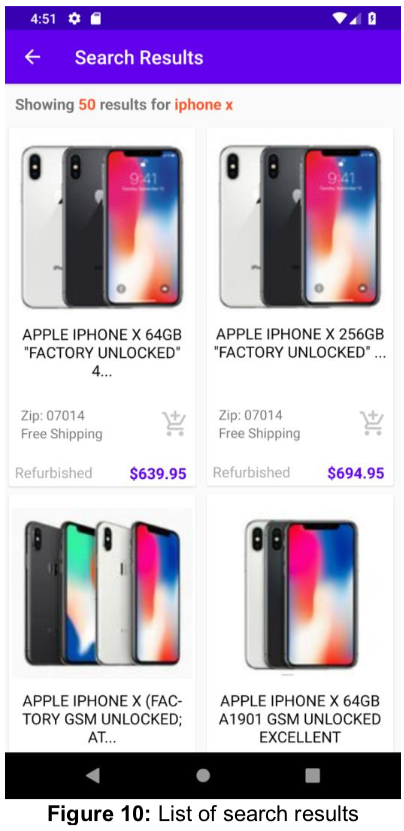 4:51
Search Results
Showing 50 results for iphone x
9:41
9:41
APPLE IPHONE X 64GB
"FACTORY UNLOCKED"
4...
APPLE IPHONE X 256GB
"FACTORY UNLOCKED" ...
Zip: 07014
Free Shipping
Zip: 07014
Free Shipping
Refurbished
$639.95
Refurbished
$694.95
APPLE IPHONE X (FAC-
TORY GSM UNLOCKED;
AT...
APPLE IPHONE X 64GB
A1901 GSM UNLOCKED
EXCELLENT
Figure 10: List of search results